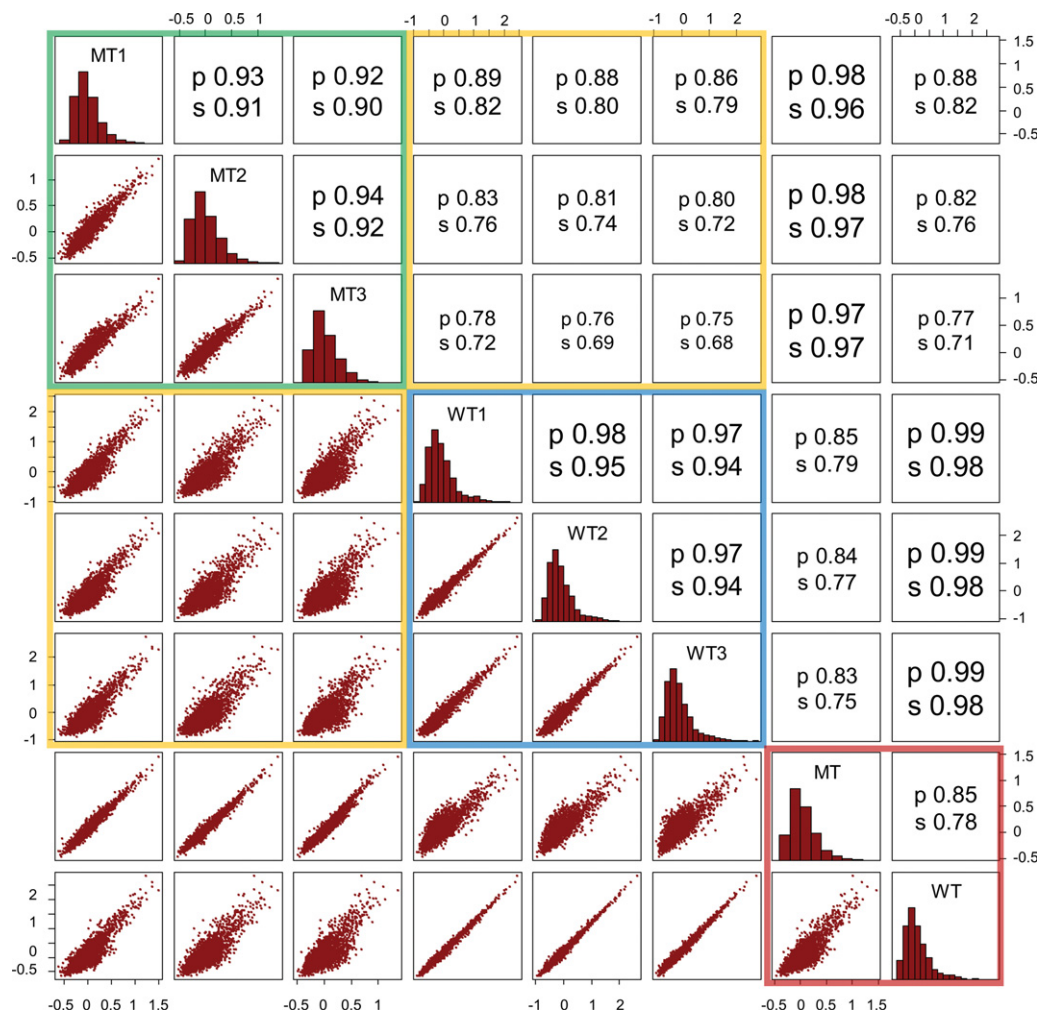 -0.5 0 0.5 1 -1 0 1 2 -0.5 0 1 2
MT1
p 0.93
s 0.91
p 0.92
s 0.90
p 0.89
s 0.82
p 0.88
s 0.80
p 0.86
s 0.79
p 0.98
s 0.96
p 0.88
s 0.82
1.5
1
0.5
0
-0.5
1
0.5
0
-0.5
MT2
p 0.94
s 0.92
p 0.83
s 0.76
p 0.81
s 0.74
p 0.80
s 0.72
p 0.98
s 0.97
p 0.82
s 0.76
MT3
p 0.78
s 0.72
p 0.76
s 0.69
p 0.75
s 0.68
p 0.97
s 0.97
p 0.77
s 0.71
1
0.5
0
-0.5
2
1
0
-1
WT1
p 0.98
s 0.95
p 0.97
s 0.94
p 0.85
s 0.79
p 0.99
s 0.98
WT2
p 0.97
s 0.94
p 0.84
s 0.77
p 0.99
s 0.98
2
1
0
-1
2
1
0
-1
WT3
p 0.83
s 0.75
p 0.99
s 0.98
MT
p 0.85
s 0.78
1.5
1
0.5
0
-0.5
2
1
0
-0.5
WT
-0.5 0 0.5 1 1.5 -0.5 0 0.5 1 -1 0 1 2 -0.5 0 0.5 1 1.5